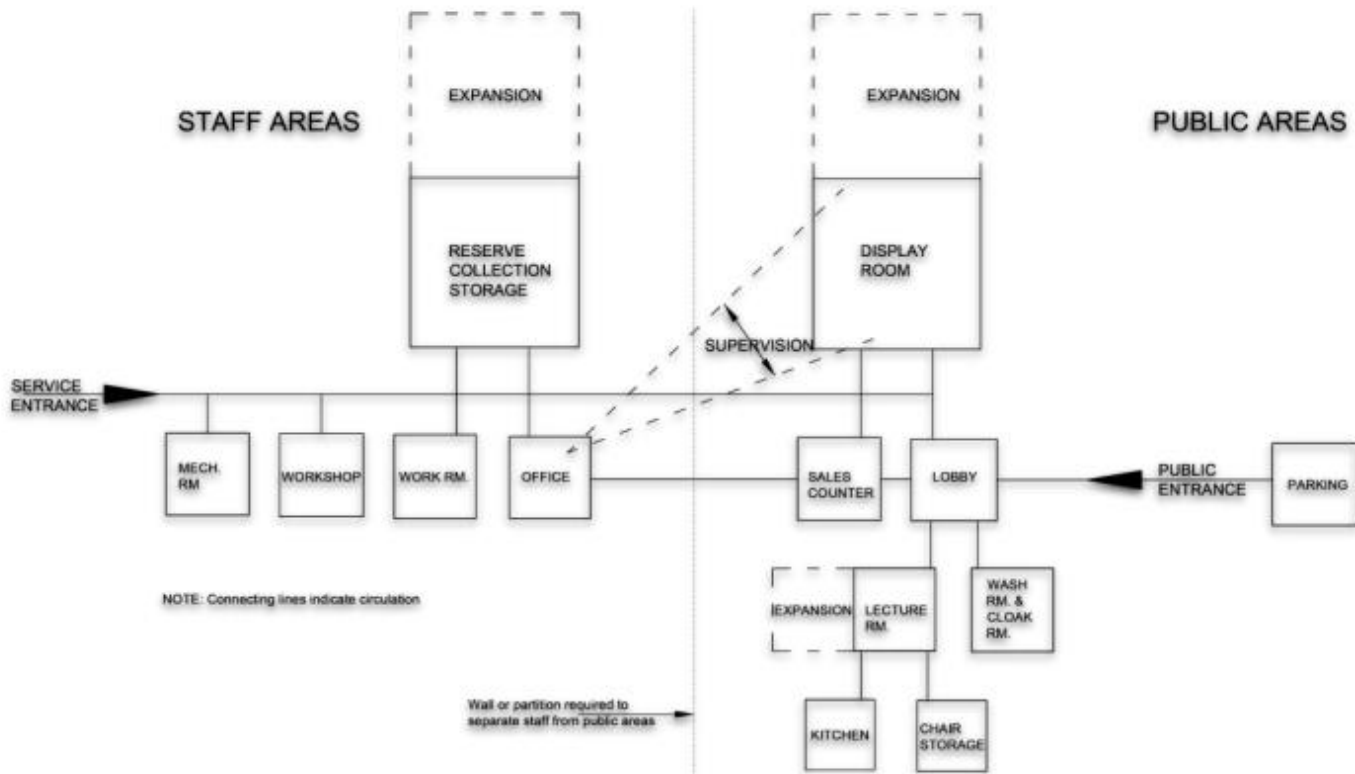 EXPANSION
EXPANSION
STAFF AREAS
PUBLIC AREAS
RESERVE
COLLECTION
STORAGE
DISPLAY
ROOM
SUPERVISION
SERVICE
ENTRANCE
MECH.
RM
WORKSHOP
WORK RM.
OFFICE
SALES
COUNTER
LOBBY
PUBLIC
ENTRANCE
PARKING
NOTE: Connecting lines indicate circulation
EXPANSION
LECTURE
RM.
WASH
RM. &
CLOAK
RM.
Wall or partition required to
separate staff from public areas
KITCHEN
CHAIR
STORAGE